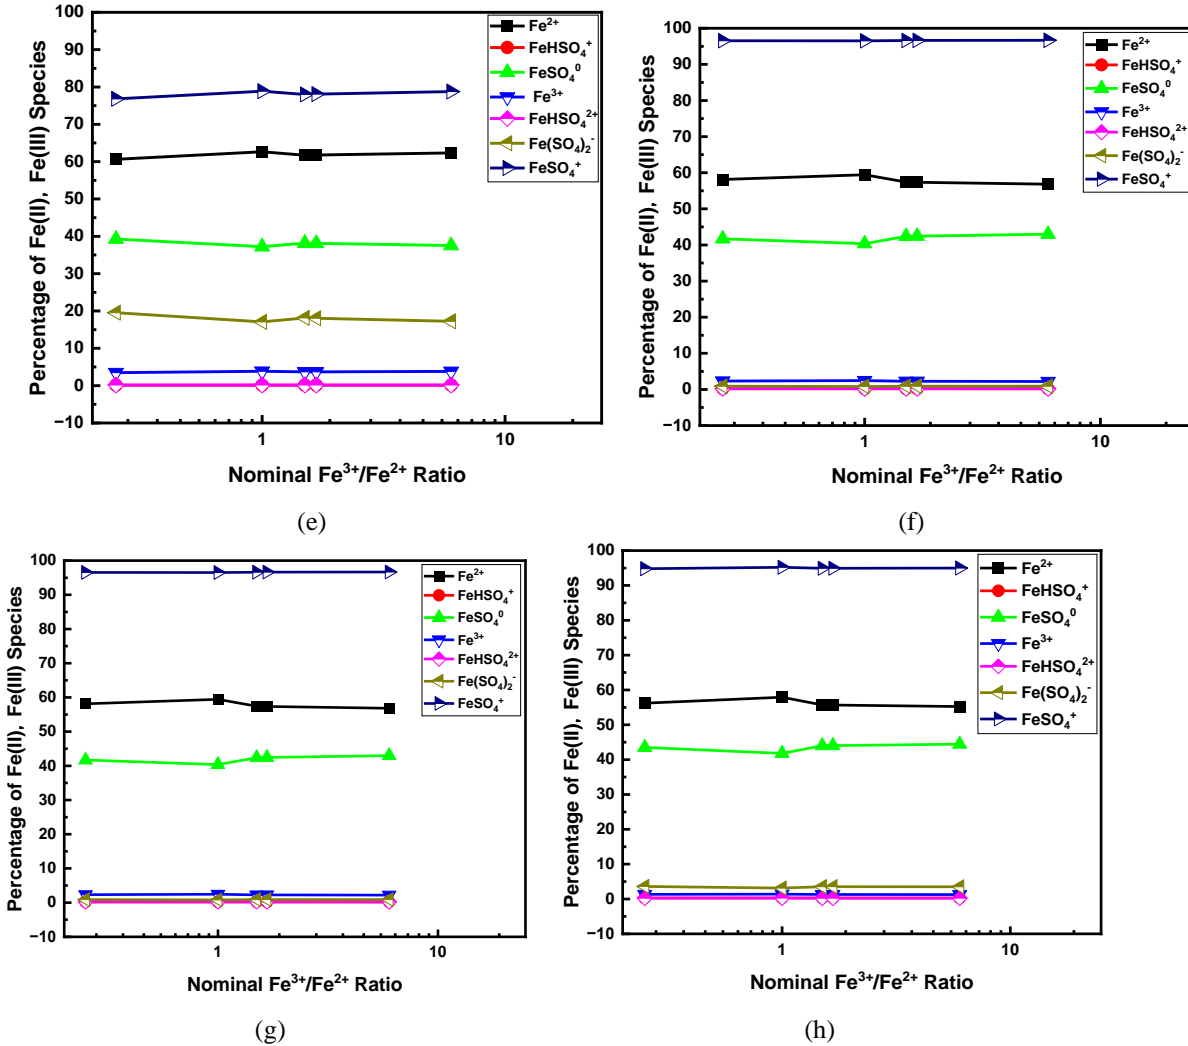 Percentage of Fe(II), Fe(III) Species
100
90
80
70
60
50
40
30
20
10
0
−10
Fe²⁺
FeHSO₄⁺
FeSO₄⁰
Fe³⁺
FeHSO₄²⁺
Fe(SO₄)₂⁻
FeSO₄⁺
1
10
Nominal Fe³⁺/Fe²⁺ Ratio
(e)
Percentage of Fe(II), Fe(III) Species
100
90
80
70
60
50
40
30
20
10
0
−10
Fe²⁺
FeHSO₄⁺
FeSO₄⁰
Fe³⁺
FeHSO₄²⁺
Fe(SO₄)₂⁻
FeSO₄⁺
1
10
Nominal Fe³⁺/Fe²⁺ Ratio
(f)
Percentage of Fe(II), Fe(III) Species
100
90
80
70
60
50
40
30
20
10
0
−10
Fe²⁺
FeHSO₄⁺
FeSO₄⁰
Fe³⁺
FeHSO₄²⁺
Fe(SO₄)₂⁻
FeSO₄⁺
1
10
Nominal Fe³⁺/Fe²⁺ Ratio
(g)
Percentage of Fe(II), Fe(III) Species
100
90
80
70
60
50
40
30
20
10
0
−10
Fe²⁺
FeHSO₄⁺
FeSO₄⁰
Fe³⁺
FeHSO₄²⁺
Fe(SO₄)₂⁻
FeSO₄⁺
1
10
Nominal Fe³⁺/Fe²⁺ Ratio
(h)